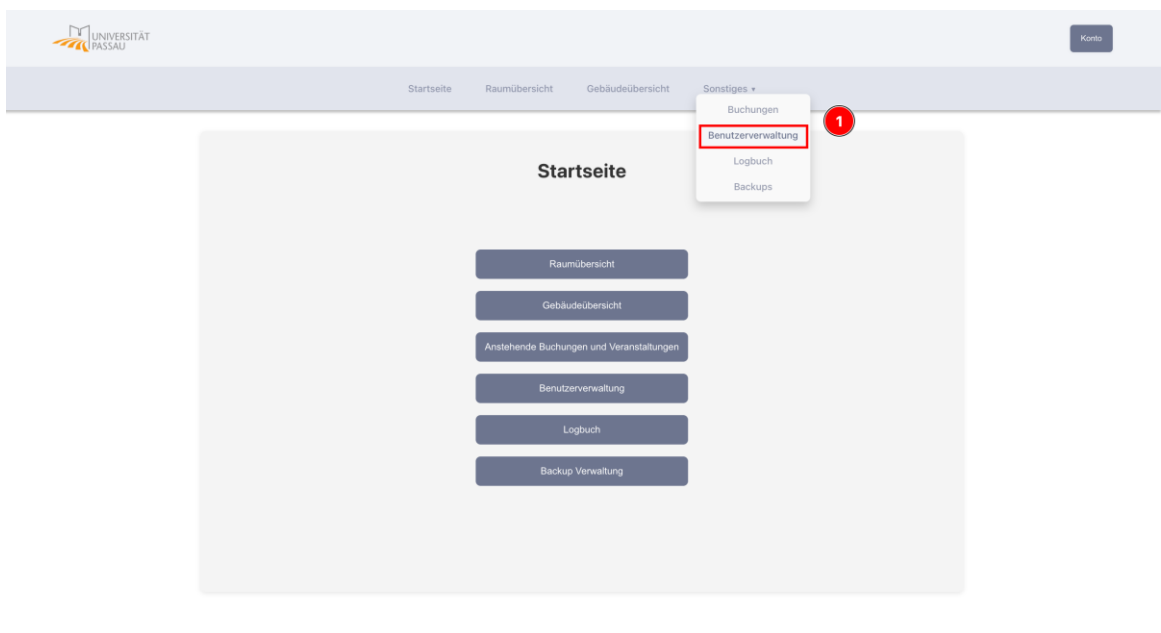 UNIVERSITÄT
PASSAU
Konto
Startseite Raumübersicht Gebäudeübersicht Sonstiges ▾
Buchungen
1
Benutzerverwaltung
Logbuch
Backups
Startseite
Raumübersicht
Gebäudeübersicht
Anstehende Buchungen und Veranstaltungen
Benutzerverwaltung
Logbuch
Backup Verwaltung